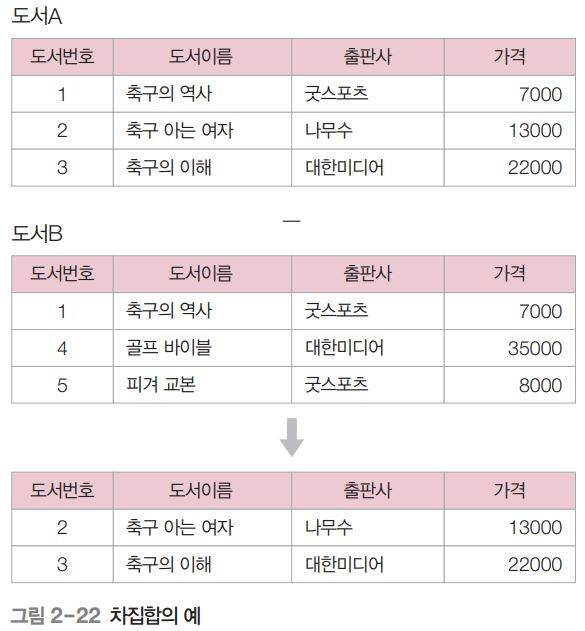 도서A
도서번호 도서이름 출판사 가격
1 축구의 역사 굿스포츠 7000
2 축구 아는 여자 나무수 13000
3 축구의 이해 대한미디어 22000
—
도서B
도서번호 도서이름 출판사 가격
1 축구의 역사 굿스포츠 7000
4 골프 바이블 대한미디어 35000
5 피겨 교본 굿스포츠 8000
도서번호 도서이름 출판사 가격
2 축구 아는 여자 나무수 13000
3 축구의 이해 대한미디어 22000
그림 2-22 차집합의 예